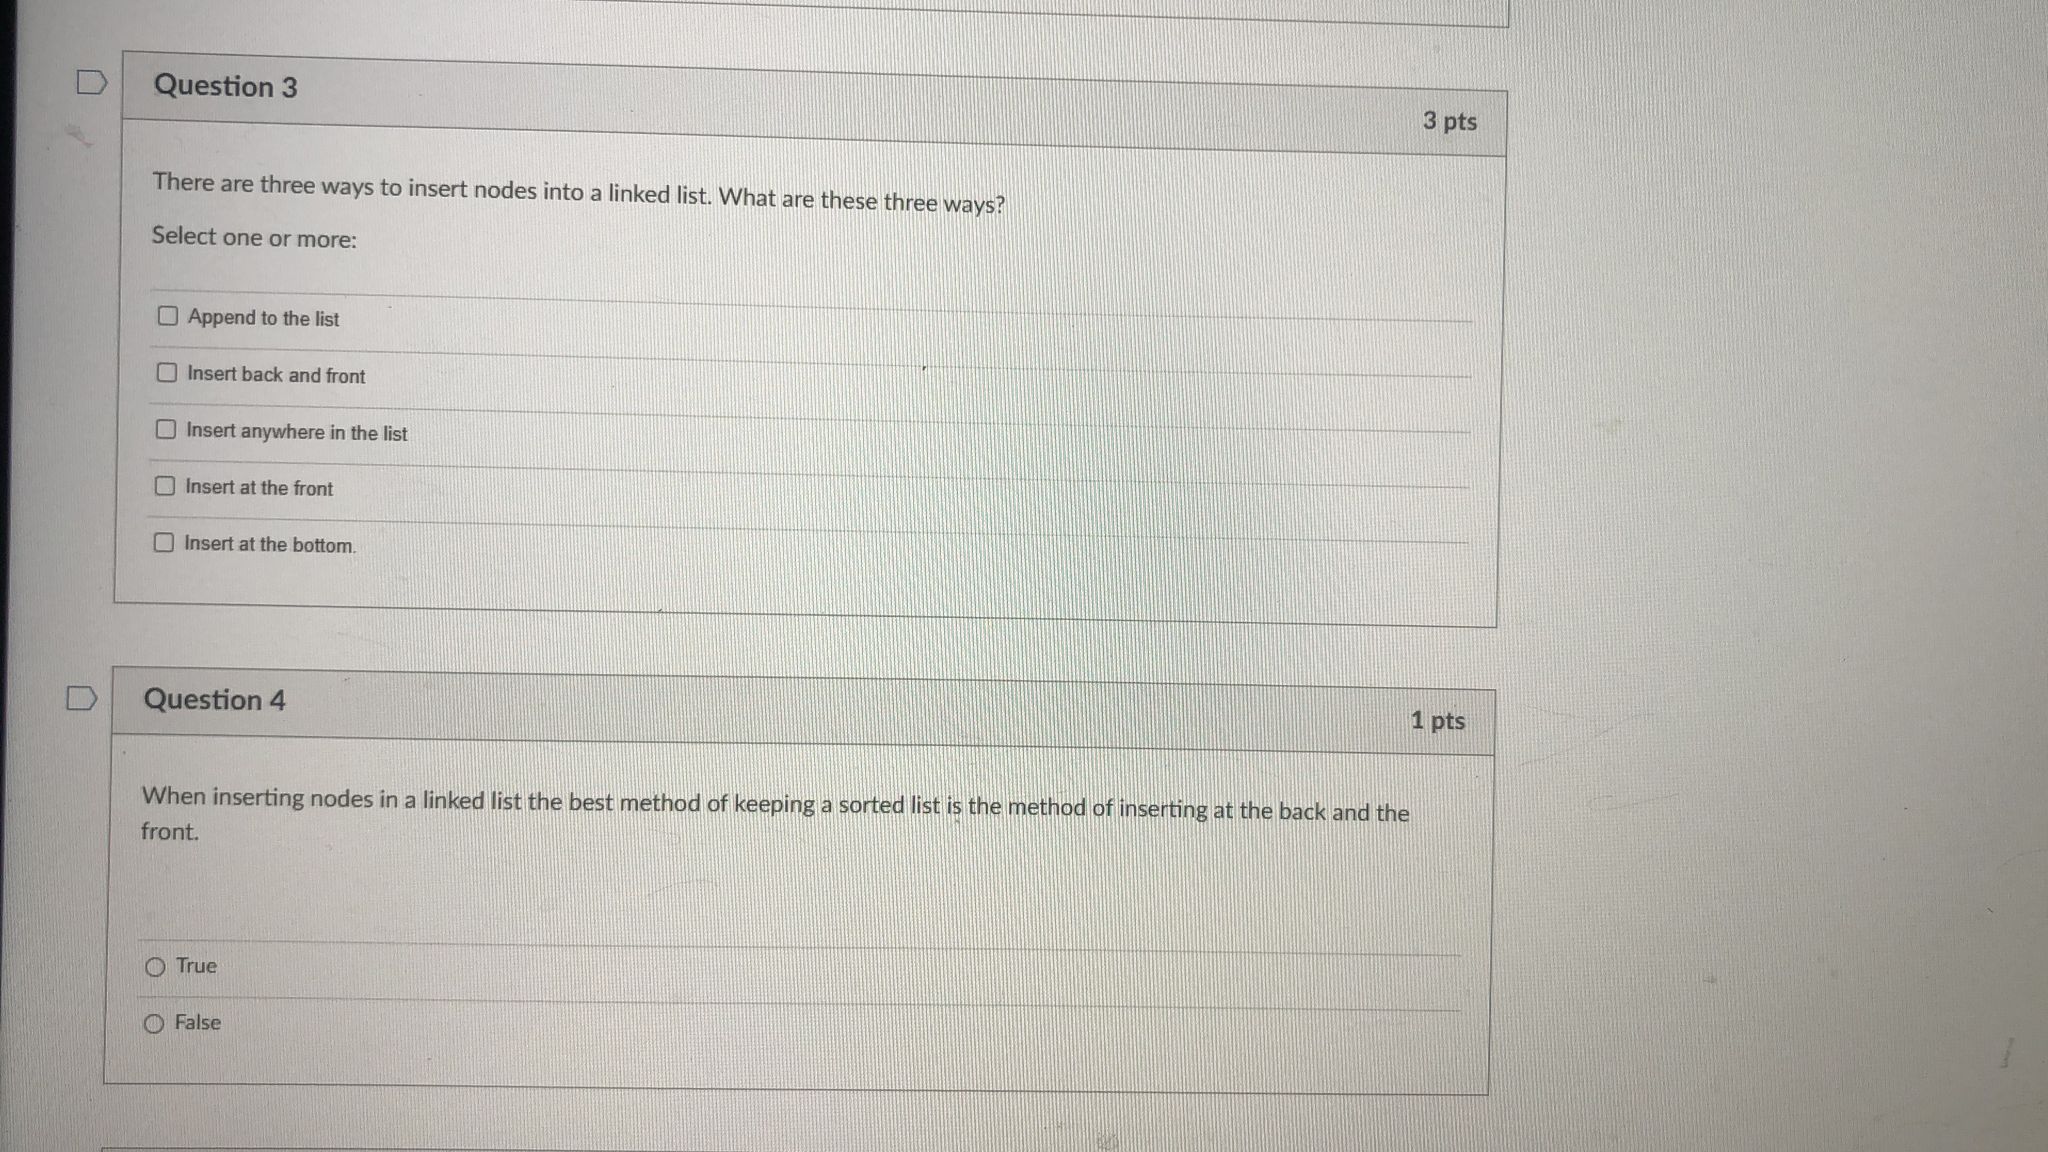 Question 3
3 pts
There are three ways to insert nodes into a linked list. What are these three ways?
Select one or more:
Append to the list
Insert back and front
Insert anywhere in the list
Insert at the front
Insert at the bottom.
Question 4
1 pts
When inserting nodes in a linked list the best method of keeping a sorted list is the method of inserting at the back and the
front.
True
False